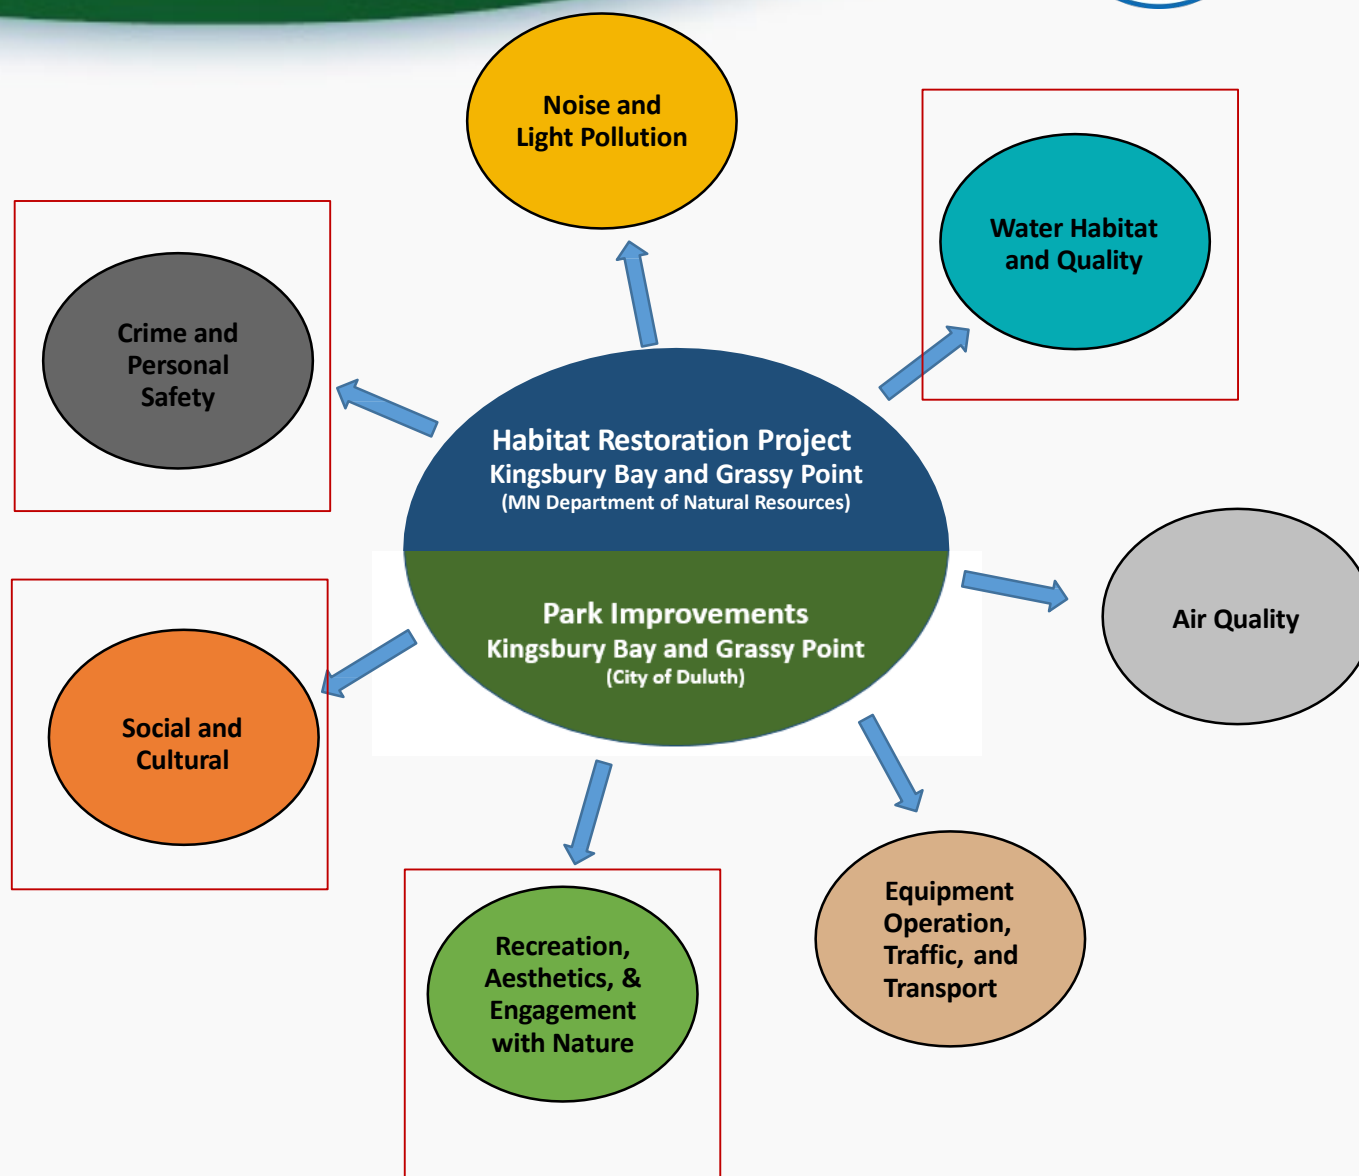 Noise and
Light Pollution
Water Habitat
and Quality
Crime and
Personal
Safety
Habitat Restoration Project
Kingsbury Bay and Grassy Point
(MN Department of Natural Resources)
Park Improvements
Kingsbury Bay and Grassy Point
(City of Duluth)
Air Quality
Social and
Cultural
Recreation,
Aesthetics, &
Engagement
with Nature
Equipment
Operation,
Traffic, and
Transport